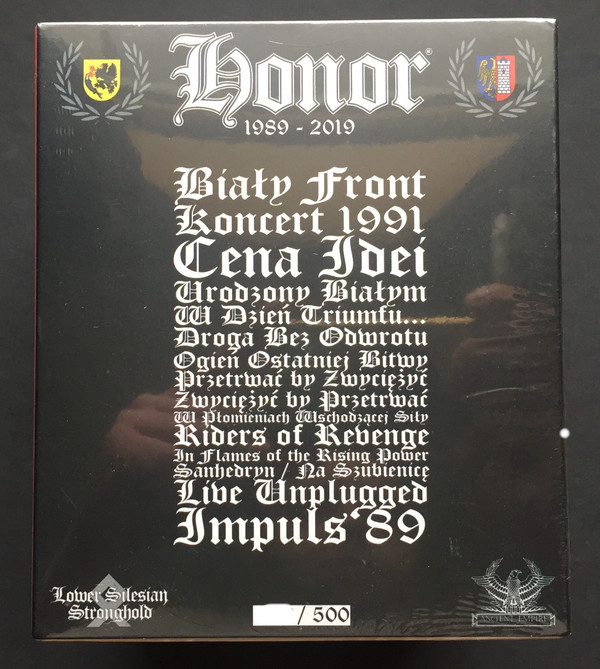 Honor®
1989 - 2019
Biały Front
Koncert 1991
Cena Idei
Urodzony Białym
W Dzień Triumfu...
Droga Bez Odwrotu
Ogień Ostatniej Bitwy
Przetrwać by Zwyciężyć
Zwyciężyć by Przetrwać
W Płomieniach Wschodzącej Siły
Riders of Revenge
In Flames of the Rising Power
Sanhedryn / Na Szubienicę
Live Unplugged
Impuls'89
Lower Silesian
Stronghold
/ 500
ANCIENT EMPIRE